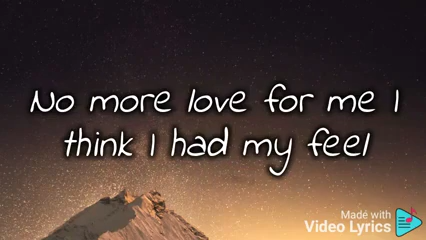 No more love for me I
think I had my feel
Made with
Video Lyrics